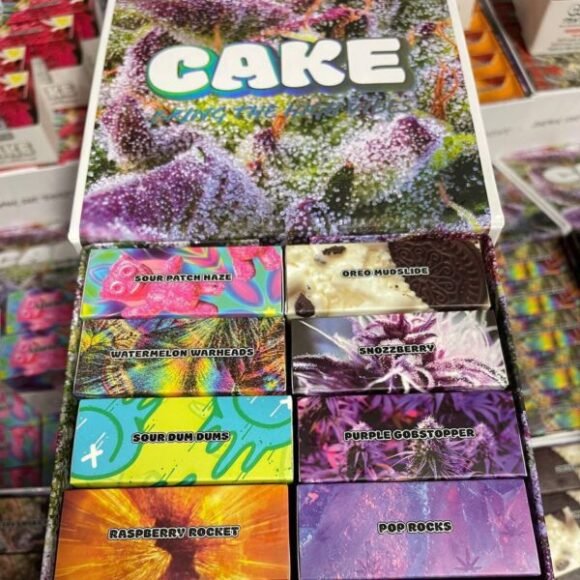 CAKE
SOUR PATCH HAZE
OREO MUDSLIDE
WATERMELON WARHEADS
SNOZZBERRY
SOUR DUM DUMS
PURPLE GOBSTOPPER
RASPBERRY ROCKET
POP ROCKS